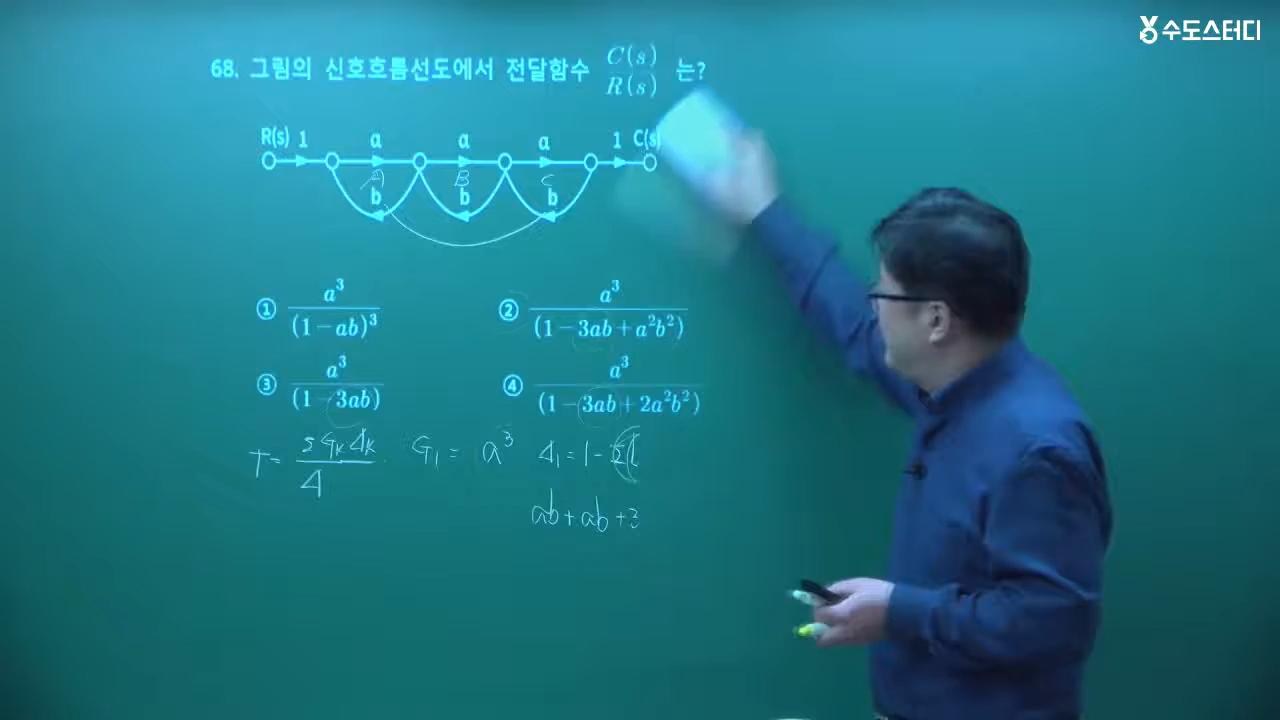 수도스터디
68. 그림의 신호흐름선도에서 전달함수 C(s)/R(s) 는?
R(s) 1 a a a 1 C(s)
A B C
b b b
① a³/(1-ab)³ ② a³/(1-3ab+a²b²)
③ a³/(1-3ab) ④ a³/(1-3ab+2a²b²)
T= ΣGₖΔₖ/Δ G₁= a³ Δ₁=1-
ab+ab+